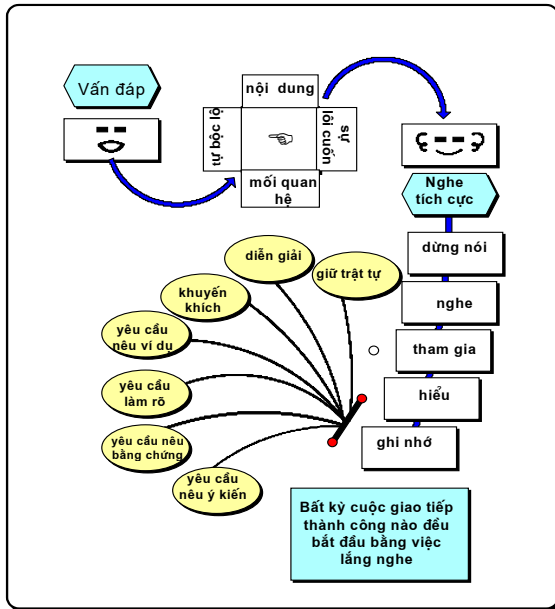 Vấn đáp
nội dung
tự bộc lộ
sự
lôi cuốn
mối quan
hệ
Nghe
tích cực
dừng nói
nghe
tham gia
hiểu
ghi nhớ
giữ trật tự
diễn giải
khuyến
khích
yêu cầu
nêu ví dụ
yêu cầu
làm rõ
yêu cầu nêu
bằng chứng
yêu cầu
nêu ý kiến
Bất kỳ cuộc giao tiếp
thành công nào đều
bắt đầu bằng việc
lắng nghe